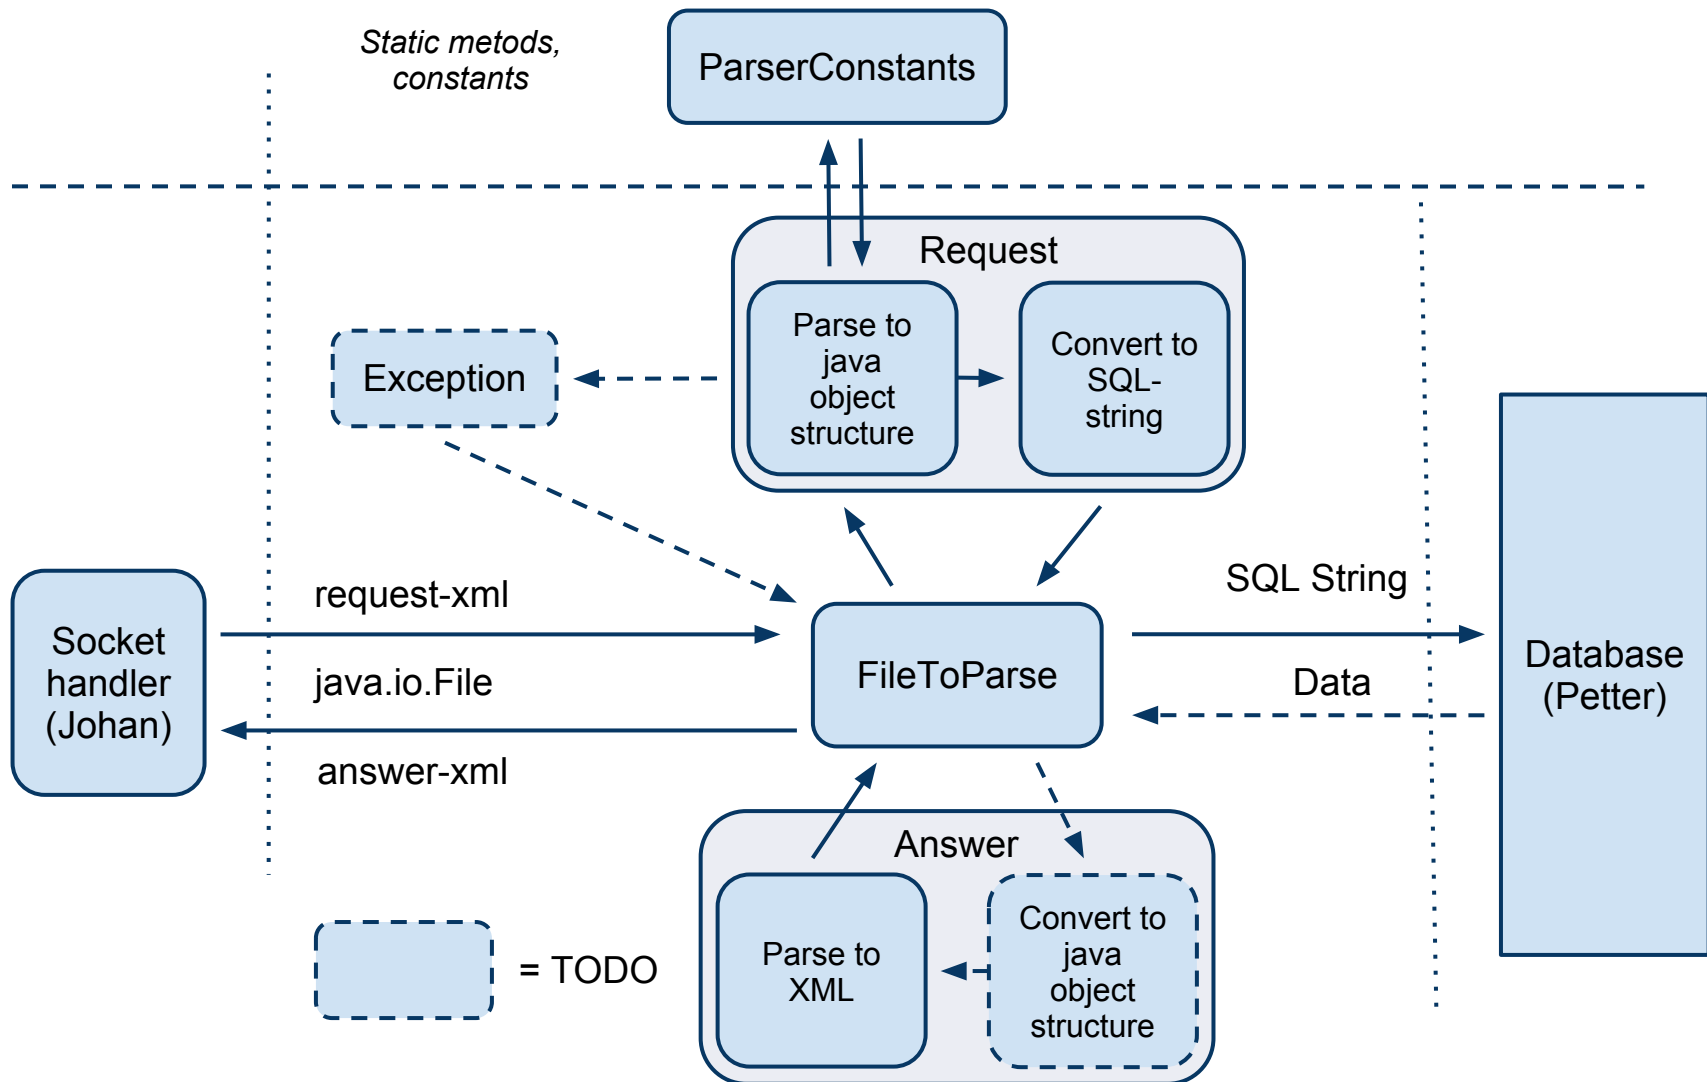 Static metods,
constants
ParserConstants
Request
Parse to
java
object
structure
Convert to
SQL-
string
Exception
request-xml
java.io.File
answer-xml
Socket
handler
(Johan)
FileToParse
SQL String
Data
Database
(Petter)
Answer
Parse to
XML
Convert to
java
object
structure
= TODO